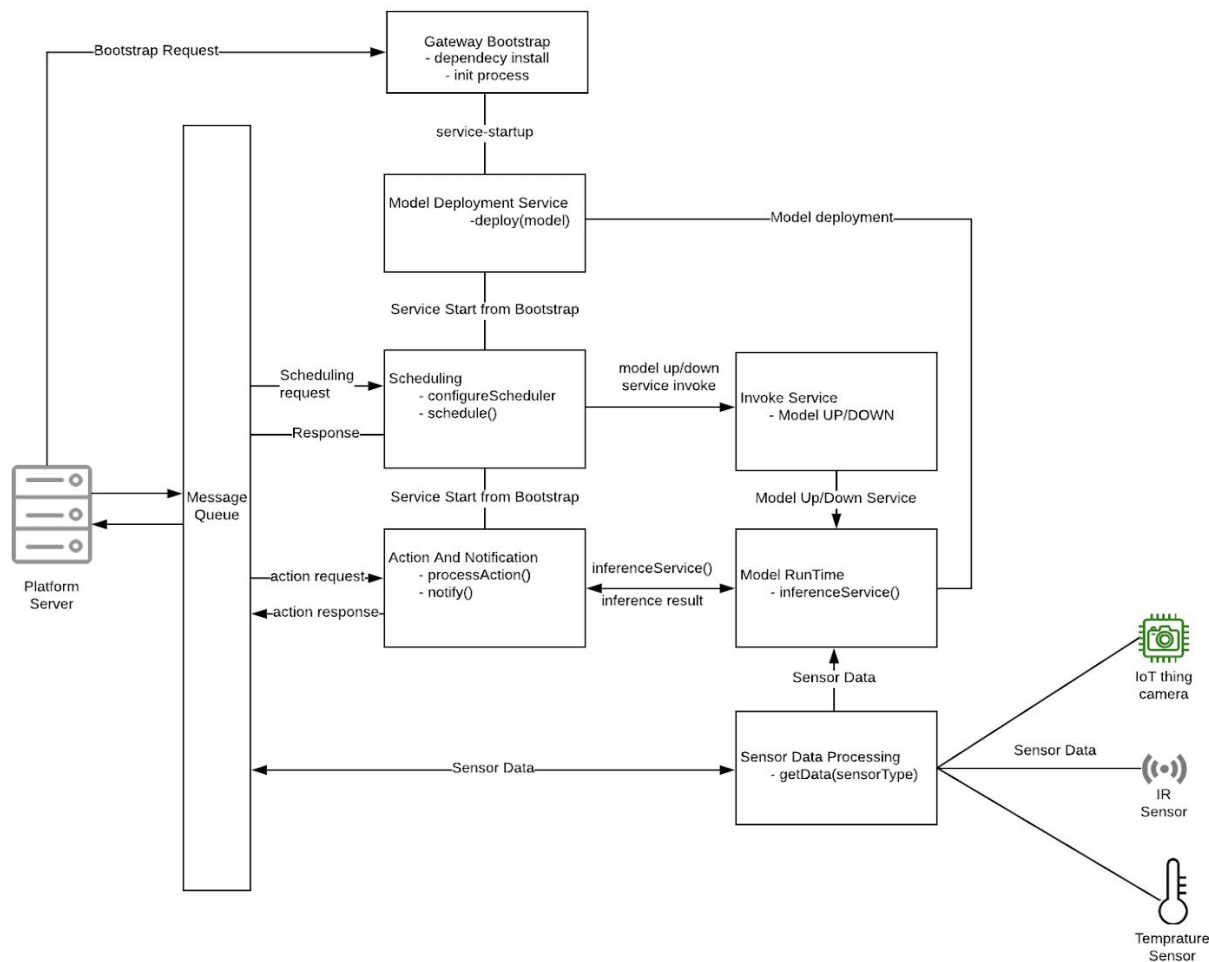 Bootstrap Request
Gateway Bootstrap
- dependecy install
- init process
service-startup
Model Deployment Service
-deploy(model)
Model deployment
Service Start from Bootstrap
Scheduling
request
Scheduling
- configureScheduler
- schedule()
model up/down
service invoke
Invoke Service
- Model UP/DOWN
Response
Message
Queue
Service Start from Bootstrap
Model Up/Down Service
Platform
Server
action request
action response
Action And Notification
- processAction()
- notify()
inferenceService()
inference result
Model RunTime
- inferenceService()
Sensor Data
IoT thing
camera
Sensor Data
Sensor Data Processing
- getData(sensorType)
Sensor Data
IR
Sensor
Temprature
Sensor